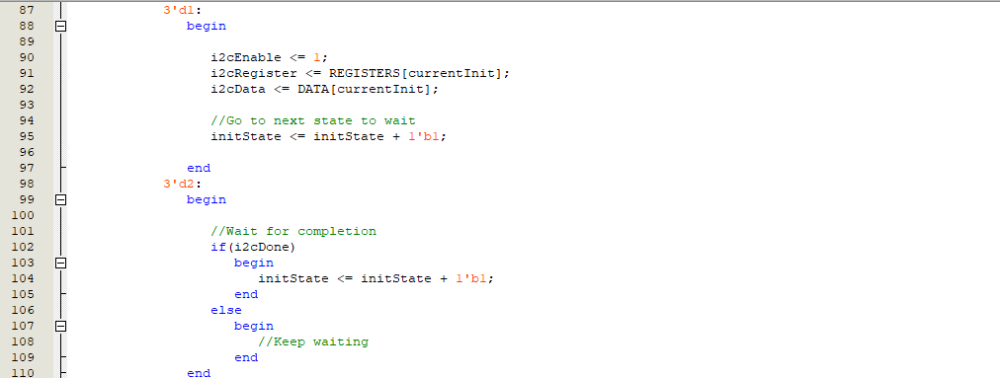 87 3'd1:
88 begin
89
90 i2cEnable <= 1;
91 i2cRegister <= REGISTERS[currentInit];
92 i2cData <= DATA[currentInit];
93
94 //Go to next state to wait
95 initState <= initState + 1'b1;
96
97 end
98 3'd2:
99 begin
100
101 //Wait for completion
102 if(i2cDone)
103 begin
104 initState <= initState + 1'b1;
105 end
106 else
107 begin
108 //Keep waiting
109 end
110 end